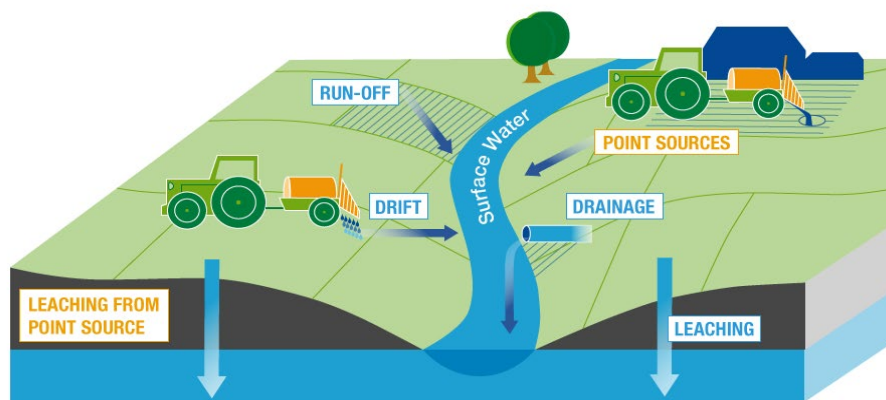 RUN-OFF
POINT SOURCES
Surface Water
DRIFT
DRAINAGE
LEACHING FROM
POINT SOURCE
LEACHING